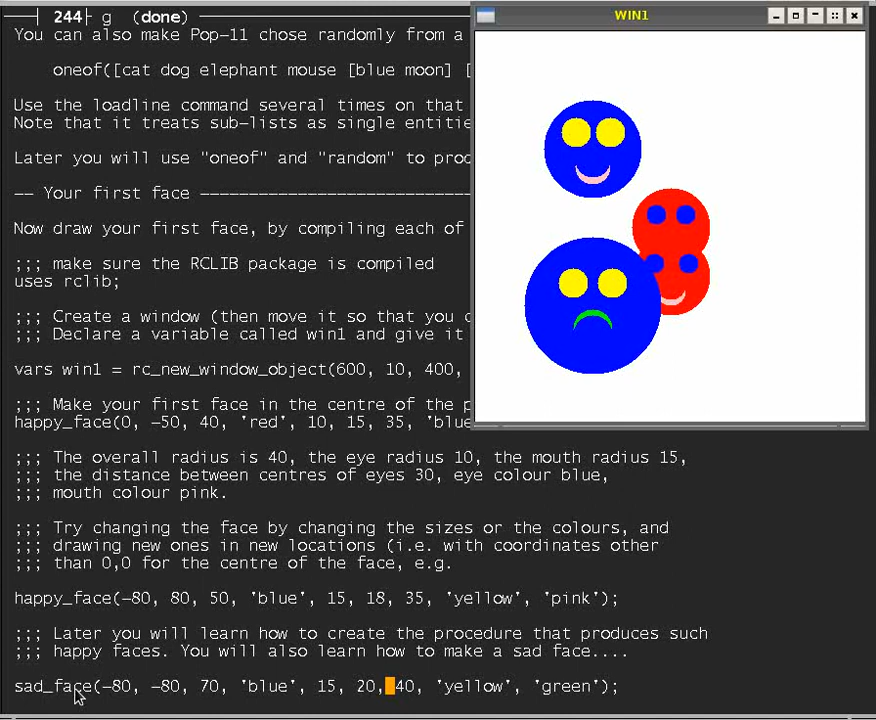 244 g (done)
WIN1
You can also make Pop-11 chose randomly from a
oneof([cat dog elephant mouse [blue moon] [
Use the loadline command several times on that
Note that it treats sub-lists as single entitie
Later you will use "oneof" and "random" to proc
-- Your first face
Now draw your first face, by compiling each of
;;; make sure the RCLIB package is compiled
uses rclib;
;;; Create a window (then move it so that you c
;;; Declare a variable called win1 and give it
vars win1 = rc_new_window_object(600, 10, 400,
;;; Make your first face in the centre of the p
happy_face(0, -50, 40, 'red', 10, 15, 35, 'blue
;;; The overall radius is 40, the eye radius 10, the mouth radius 15,
;;; the distance between centres of eyes 30, eye colour blue,
;;; mouth colour pink.
;;; Try changing the face by changing the sizes or the colours, and
;;; drawing new ones in new locations (i.e. with coordinates other
;;; than 0,0 for the centre of the face, e.g.
happy_face(-80, 80, 50, 'blue', 15, 18, 35, 'yellow', 'pink');
;;; Later you will learn how to create the procedure that produces such
;;; happy faces. You will also learn how to make a sad face....
sad_face(-80, -80, 70, 'blue', 15, 20, 40, 'yellow', 'green');